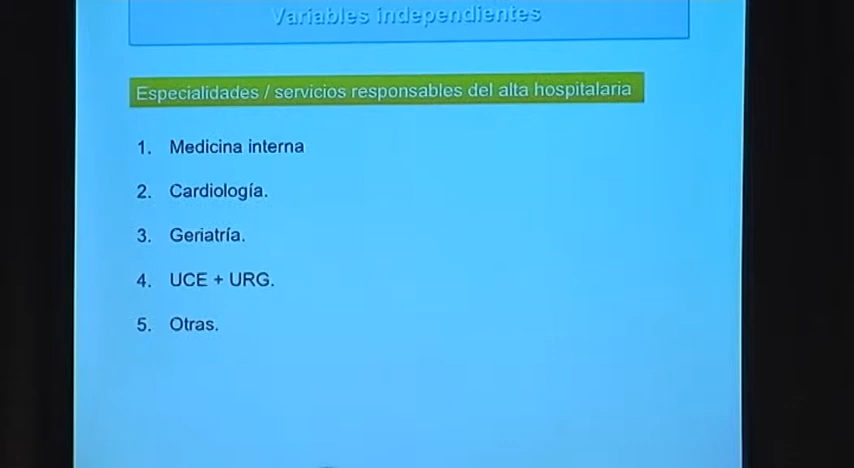 Variables independientes
Especialidades / servicios responsables del alta hospitalaria
1. Medicina interna
2. Cardiología.
3. Geriatría.
4. UCE + URG.
5. Otras.